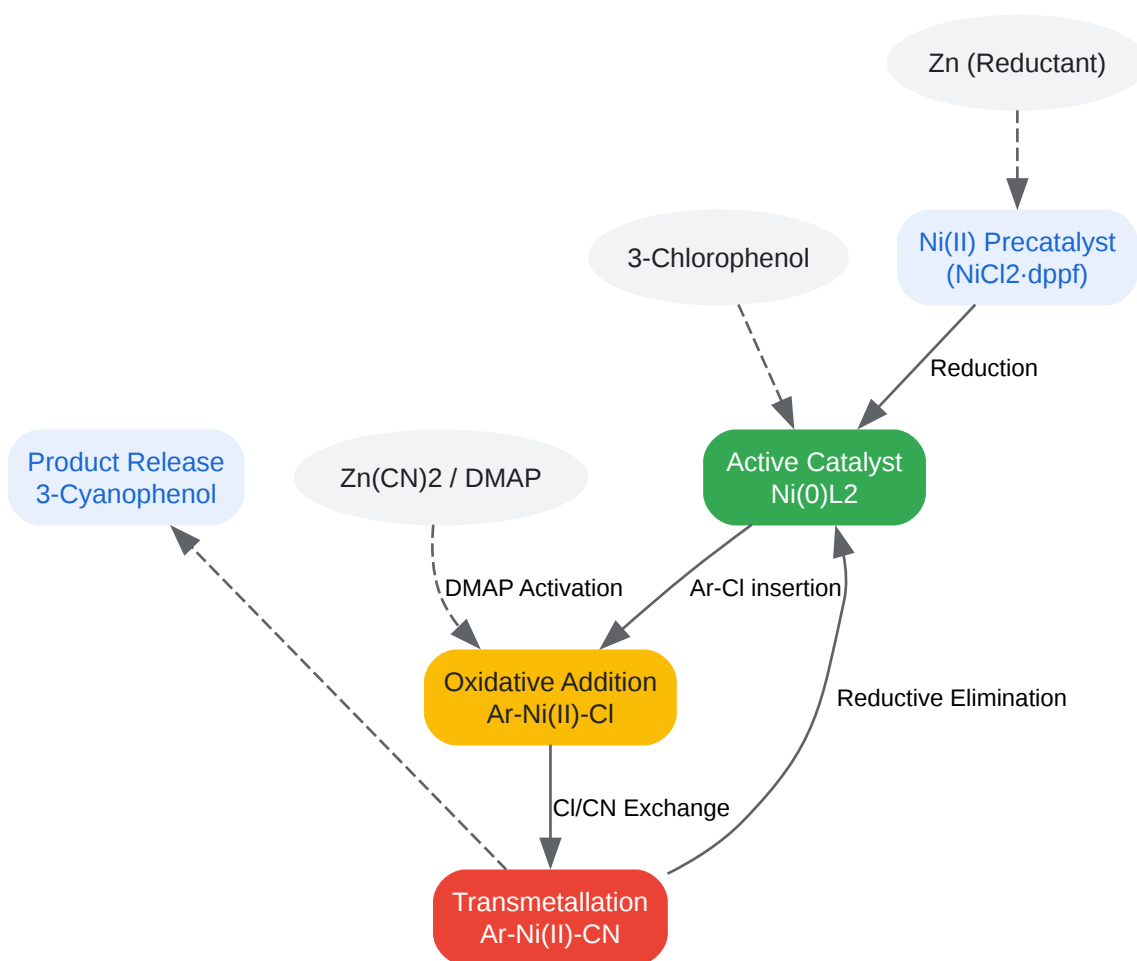 Zn (Reductant)
3-Chlorophenol
Ni(II) Precatalyst
(NiCl2·dppf)
Reduction
Product Release
3-Cyanophenol
Zn(CN)2 / DMAP
Active Catalyst
Ni(0)L2
DMAP Activation
Ar-Cl insertion
Oxidative Addition
Ar-Ni(II)-Cl
Reductive Elimination
Cl/CN Exchange
Transmetallation
Ar-Ni(II)-CN